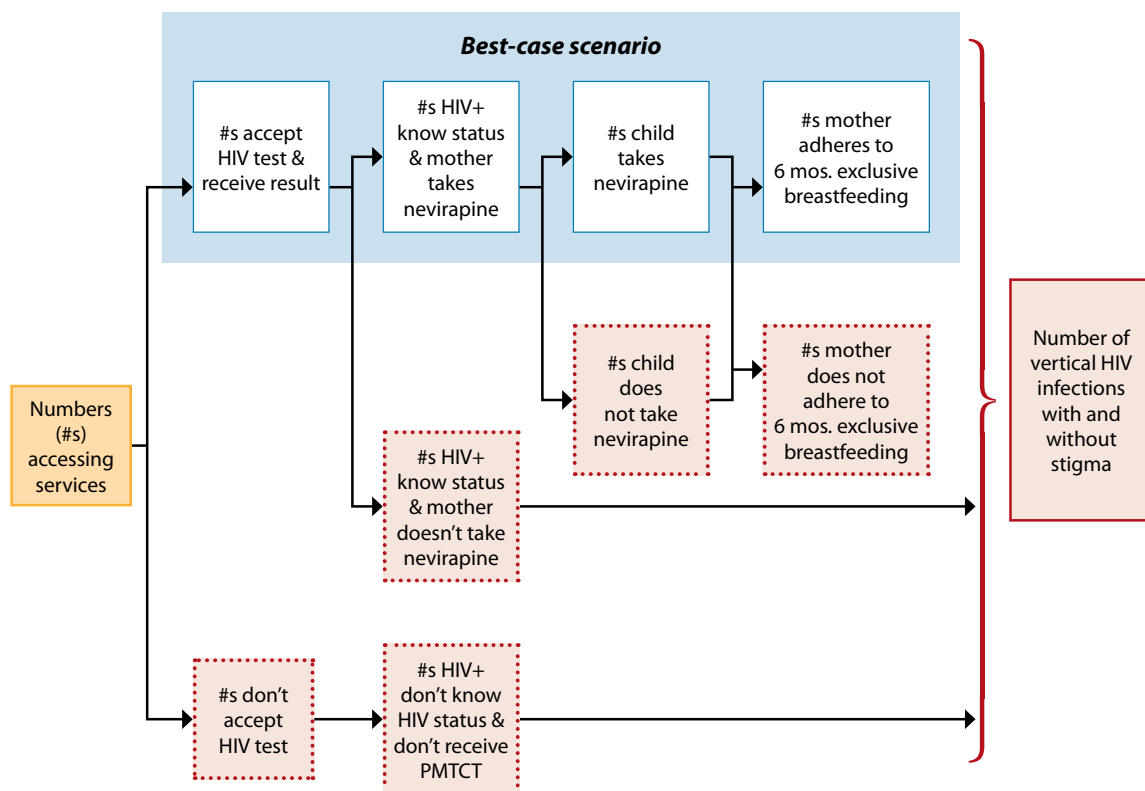 Best-case scenario
#s accept
HIV test &
receive result
#s HIV+
know status
& mother
takes
nevirapine
#s child
takes
nevirapine
#s mother
adheres to
6 mos. exclusive
breastfeeding
Numbers
(#s)
accessing
services
#s HIV+
know status
& mother
doesn't take
nevirapine
#s child
does
not take
nevirapine
#s mother
does not
adhere to
6 mos. exclusive
breastfeeding
Number of
vertical HIV
infections
with and
without
stigma
#s don't
accept
HIV test
#s HIV+
don't know
HIV status &
don't receive
PMTCT